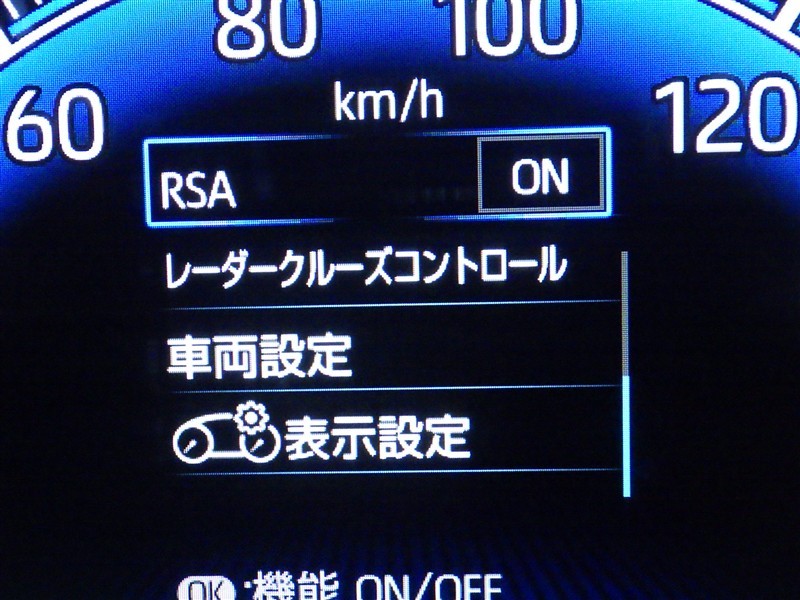 80 100
60 120
km/h
RSA ON
レーダークルーズコントロール
車両設定
表示設定
OK :機能 ON/OFF